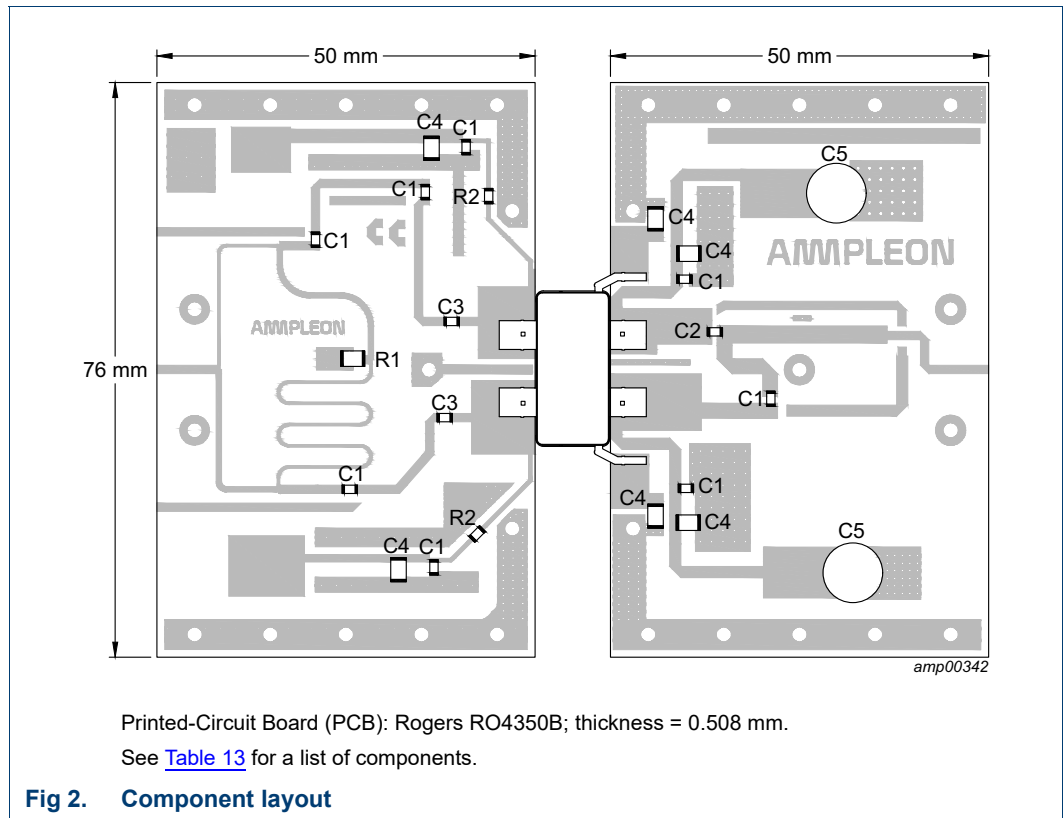 50 mm
50 mm
C4
C1
C5
C1
R2
C4
C1
C4
AMPLEON
C1
C3
AMPLEON
C2
76 mm
R1
C1
C3
C1
C1
R2
C4
C4
C4
C1
C5
amp00342
Printed-Circuit Board (PCB): Rogers RO4350B; thickness = 0.508 mm.
See Table 13 for a list of components.
Fig 2. Component layout